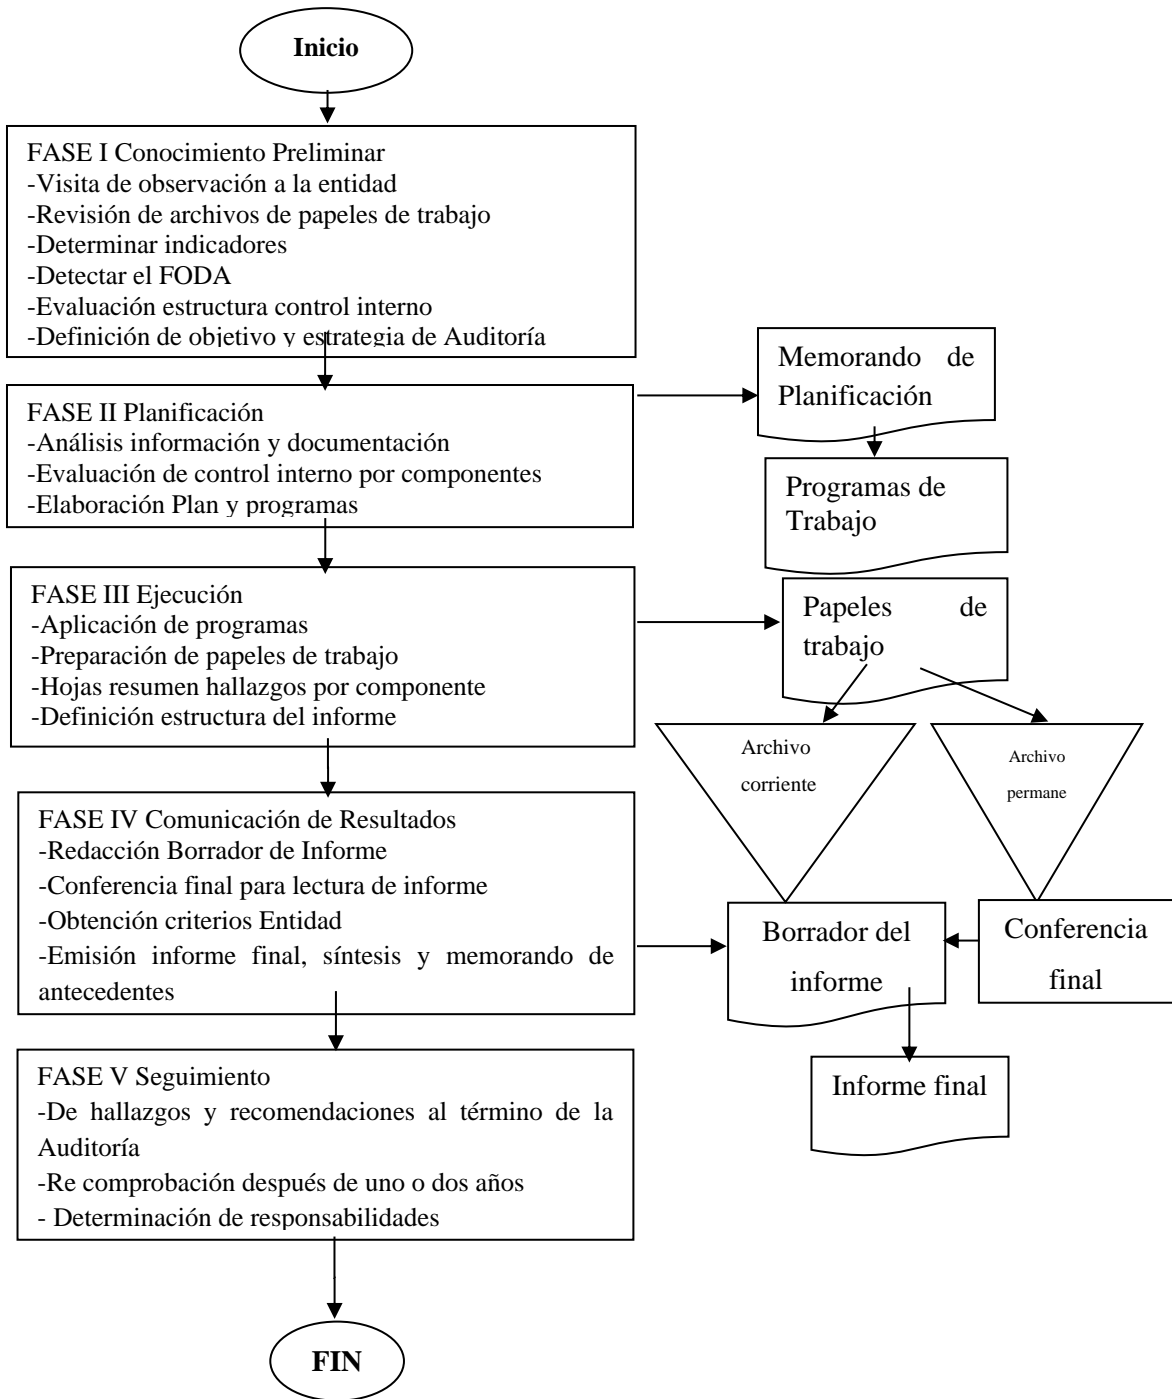 Inicio
FASE I Conocimiento Preliminar
-Visita de observación a la entidad
-Revisión de archivos de papeles de trabajo
-Determinar indicadores
-Detectar el FODA
-Evaluación estructura control interno
-Definición de objetivo y estrategia de Auditoría
Memorando de
Planificación
FASE II Planificación
-Análisis información y documentación
-Evaluación de control interno por componentes
-Elaboración Plan y programas
Programas de
Trabajo
FASE III Ejecución
-Aplicación de programas
-Preparación de papeles de trabajo
-Hojas resumen hallazgos por componente
-Definición estructura del informe
Papeles de
trabajo
Archivo
corriente
Archivo
permane
FASE IV Comunicación de Resultados
-Redacción Borrador de Informe
-Conferencia final para lectura de informe
-Obtención criterios Entidad
-Emisión informe final, síntesis y memorando de
antecedentes
Borrador del
informe
Conferencia
final
FASE V Seguimiento
-De hallazgos y recomendaciones al término de la
Auditoría
-Re comprobación después de uno o dos años
- Determinación de responsabilidades
Informe final
FIN